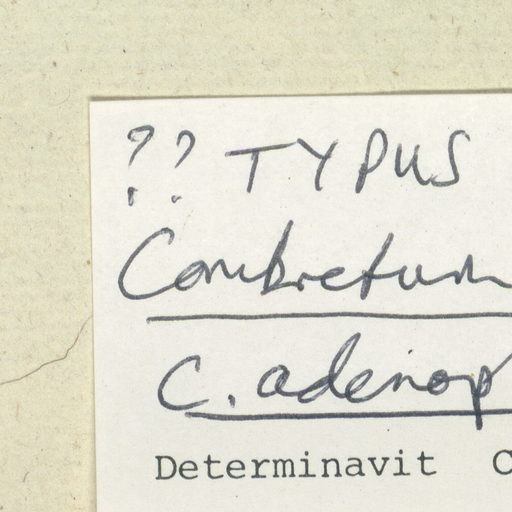 ?? TYPUS
Combretum
C. adenop
Determinavit C